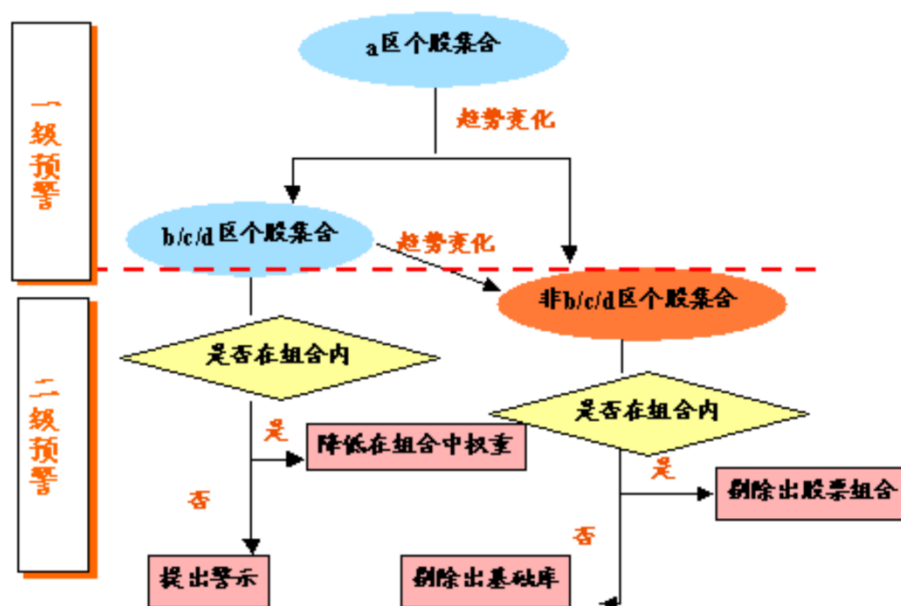 a区个股集合
一级预警
趋势变化
b/c/d区个股集合
趋势变化
非b/c/d区个股集合
二级预警
是否在组合内
是否在组合内
是
降低在组合中权重
是
剔除出股票组合
否
否
提出警示
剔除出基础库